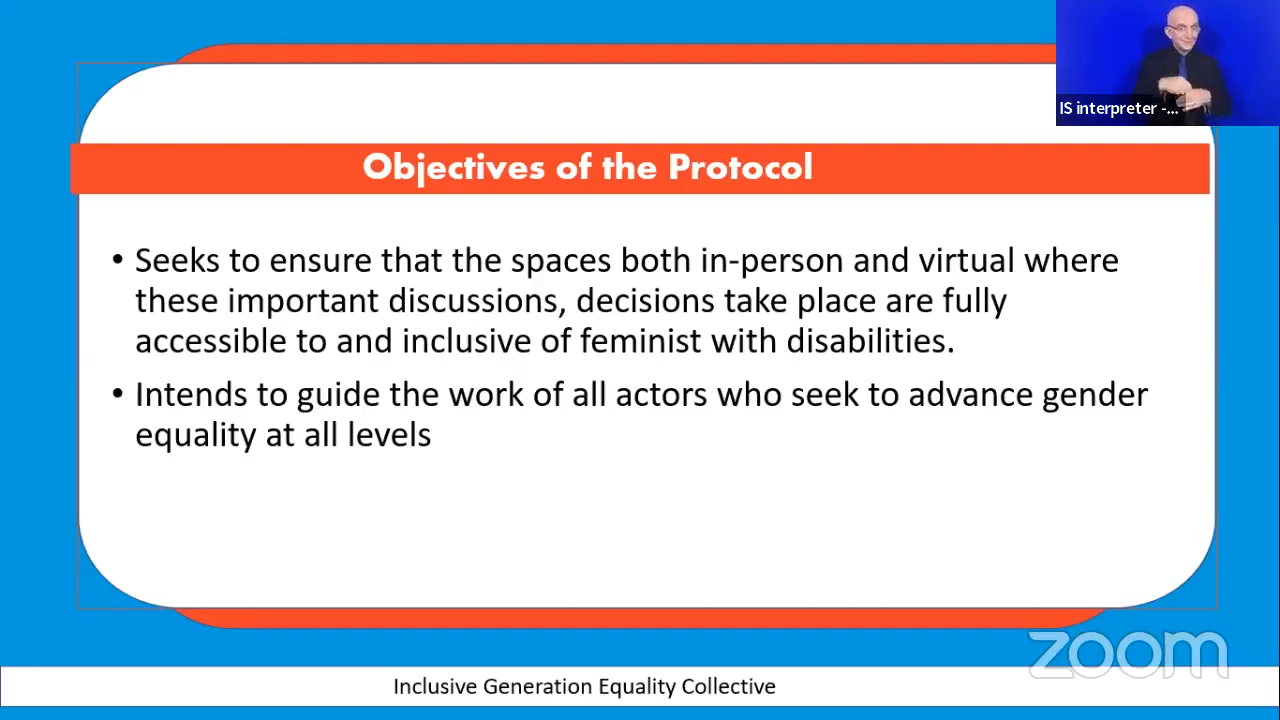 IS interpreter -...
Objectives of the Protocol
• Seeks to ensure that the spaces both in-person and virtual where
these important discussions, decisions take place are fully
accessible to and inclusive of feminist with disabilities.
• Intends to guide the work of all actors who seek to advance gender
equality at all levels
zoom
Inclusive Generation Equality Collective